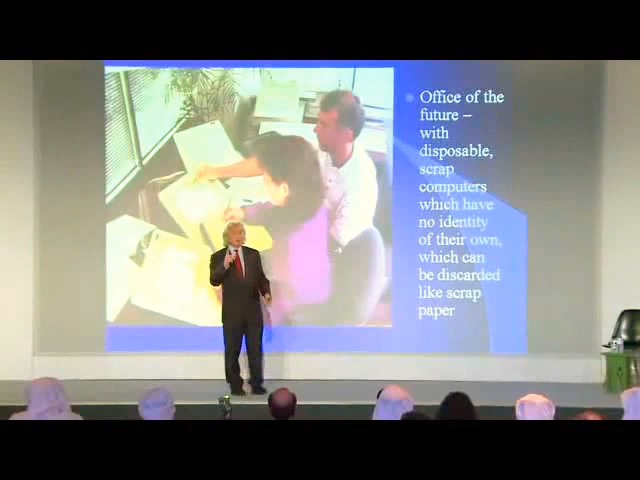 Office of the
future –
with
disposable,
scrap
computers
which have
no identity
of their own,
which can
be discarded
like scrap
paper